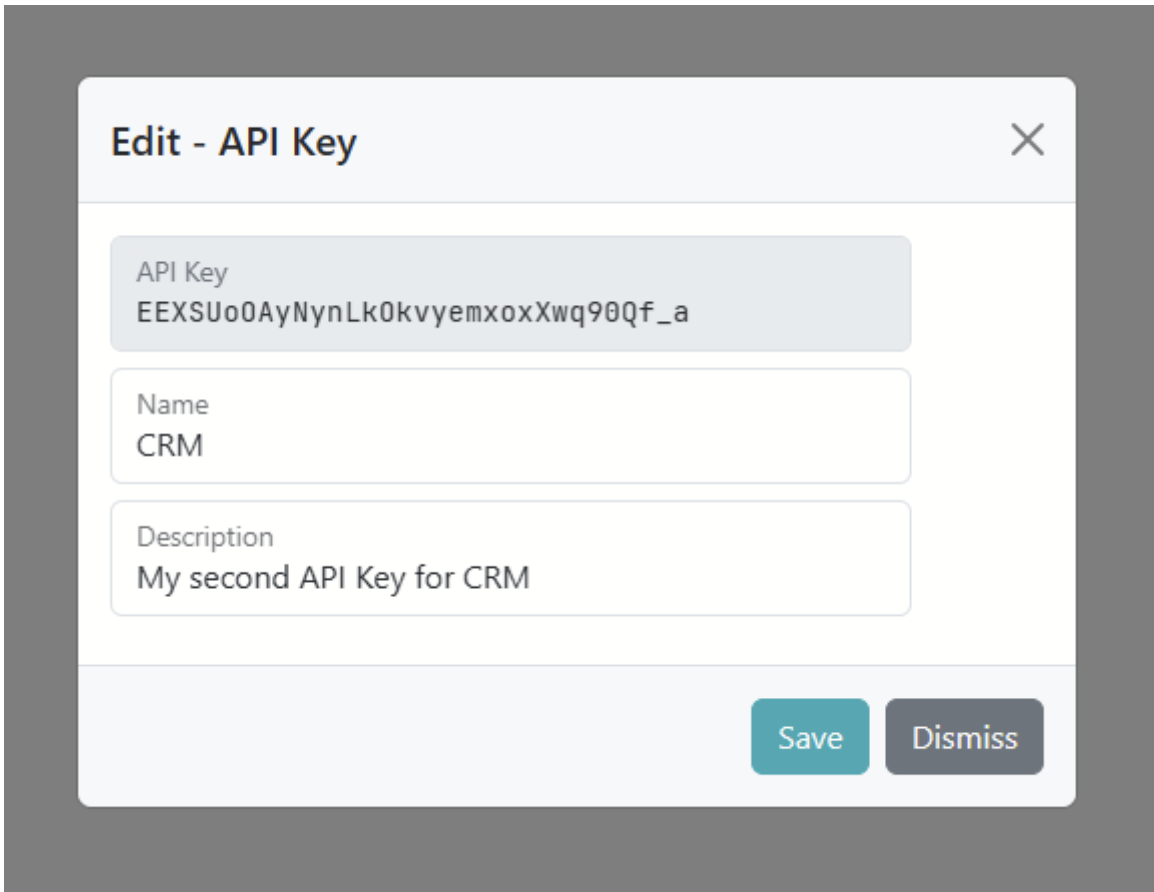 Edit - API Key
API Key
EEXSUoOAyNynLkOkvyemxoxXwq90Qf_a
Name
CRM
Description
My second API Key for CRM
Save
Dismiss